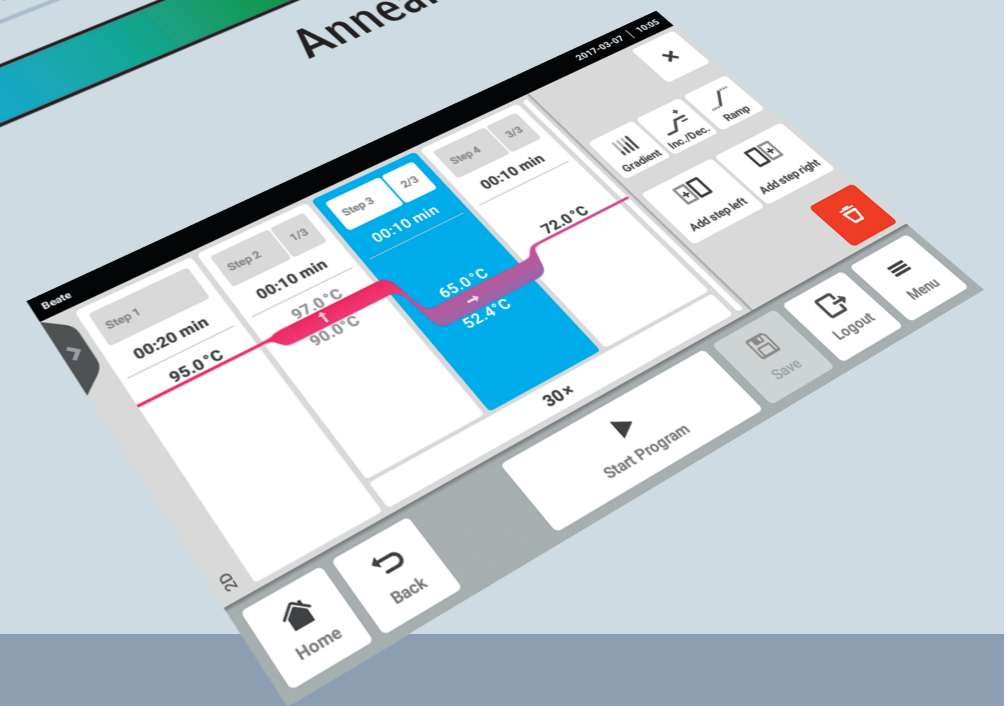 Anneal
2017-03-07 | 10:05
Beate
Step 1
00:20 min
95.0°C
Step 2
1/3
00:10 min
97.0°C
90.0°C
Step 3
2/3
00:10 min
65.0°C
52.4°C
Step 4
3/3
00:10 min
72.0°C
30×
2D
Gradient
Inc./Dec.
Ramp
Add step left
Add step right
Home
Back
Start Program
Save
Logout
Menu